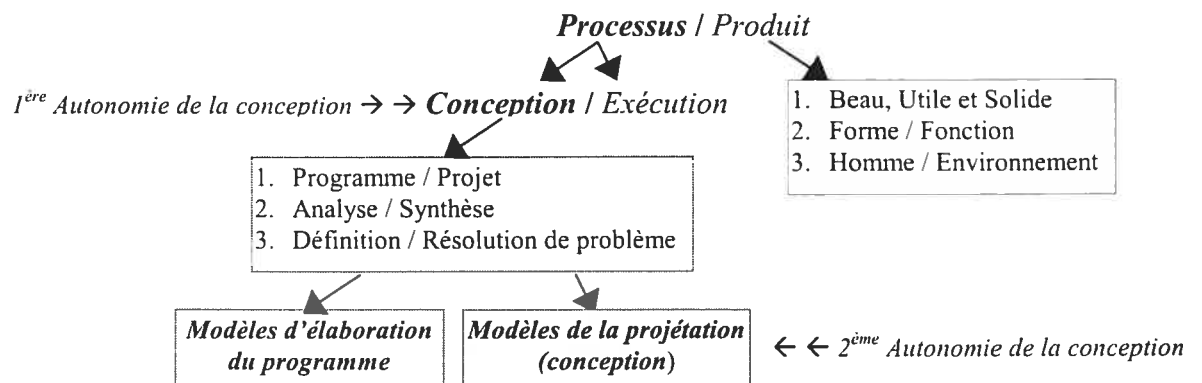 Processus / Produit
1ère Autonomie de la conception → → Conception / Exécution
1. Beau, Utile et Solide
2. Forme / Fonction
3. Homme / Environnement
1. Programme / Projet
2. Analyse / Synthèse
3. Définition / Résolution de problème
Modèles d'élaboration
du programme
Modèles de la projétation
(conception)
← ← 2ème Autonomie de la conception